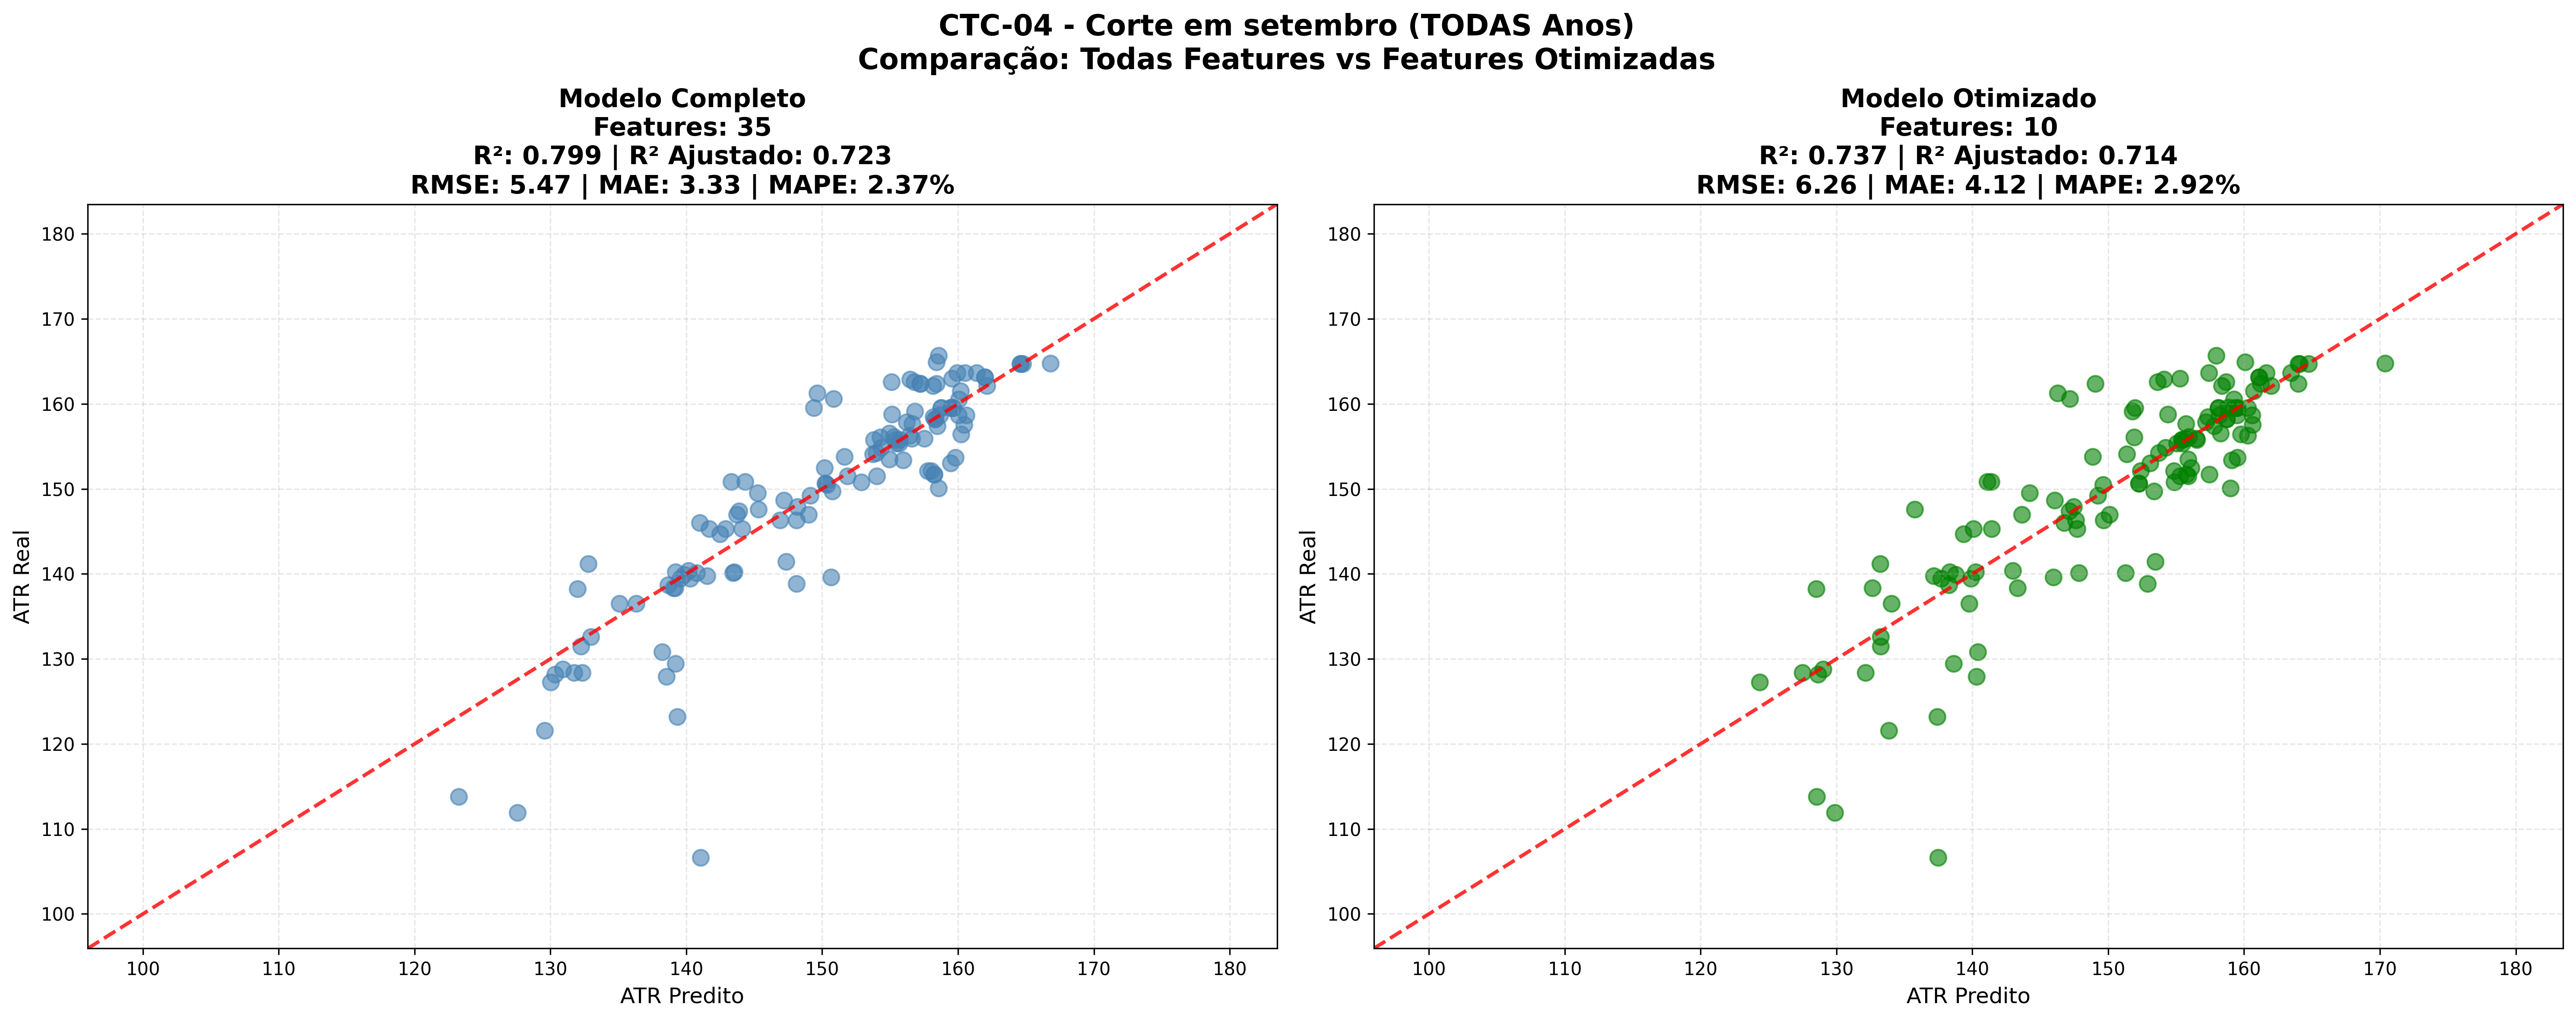 CTC-04 - Corte em setembro (TODAS Anos)
Comparação: Todas Features vs Features Otimizadas
Modelo Completo
Features: 35
R²: 0.799 | R² Ajustado: 0.723
RMSE: 5.47 | MAE: 3.33 | MAPE: 2.37%
180
170
160
150
140
130
120
110
100
ATR Real
100 110 120 130 140 150 160 170 180
ATR Predito
Modelo Otimizado
Features: 10
R²: 0.737 | R² Ajustado: 0.714
RMSE: 6.26 | MAE: 4.12 | MAPE: 2.92%
180
170
160
150
140
130
120
110
100
ATR Real
100 110 120 130 140 150 160 170 180
ATR Predito